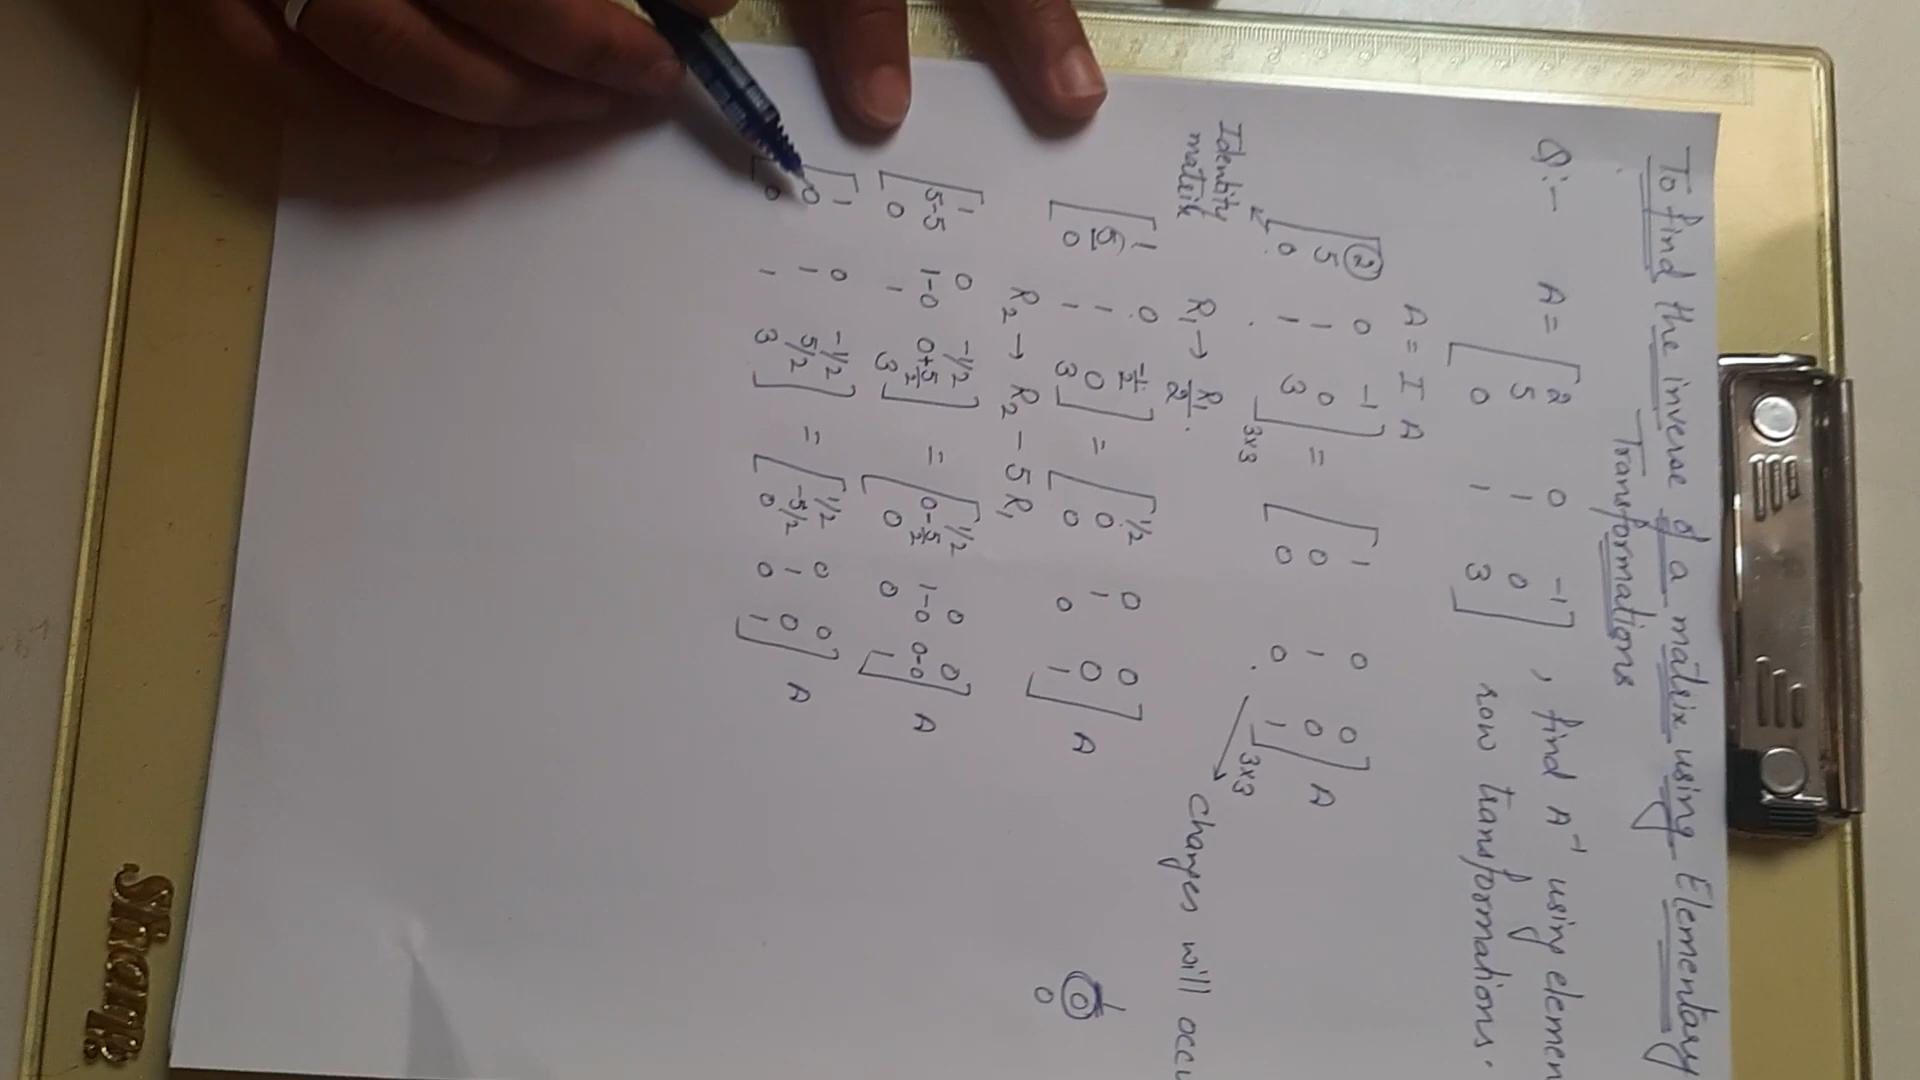 To find the inverse of a matrix using Elementary
Transformations
Q:- A = [2 0 -1
5 1 0
0 1 3], find A⁻¹ using elemen
row transformations.
A = I A
[2 0 -1
5 1 0
0 1 3]3x3 = [1 0 0
0 1 0
0 0 1]3x3 A
Identity
matrix
Changes will occu
R₁ → R₁/2.
[1 0 -1/2
5 1 0
0 1 3] = [1/2 0 0
0 1 0
0 0 1] A
1
0
0
R₂ → R₂ - 5R₁
[1 0 -1/2
5-5 1-0 0+5/2
0 1 3] = [1/2 0 0
0-5/2 1-0 0-0
0 0 1] A
[1 0 -1/2
0 1 5/2
0 1 3] = [1/2 0 0
-5/2 1 0
0 0 1] A
Sharp